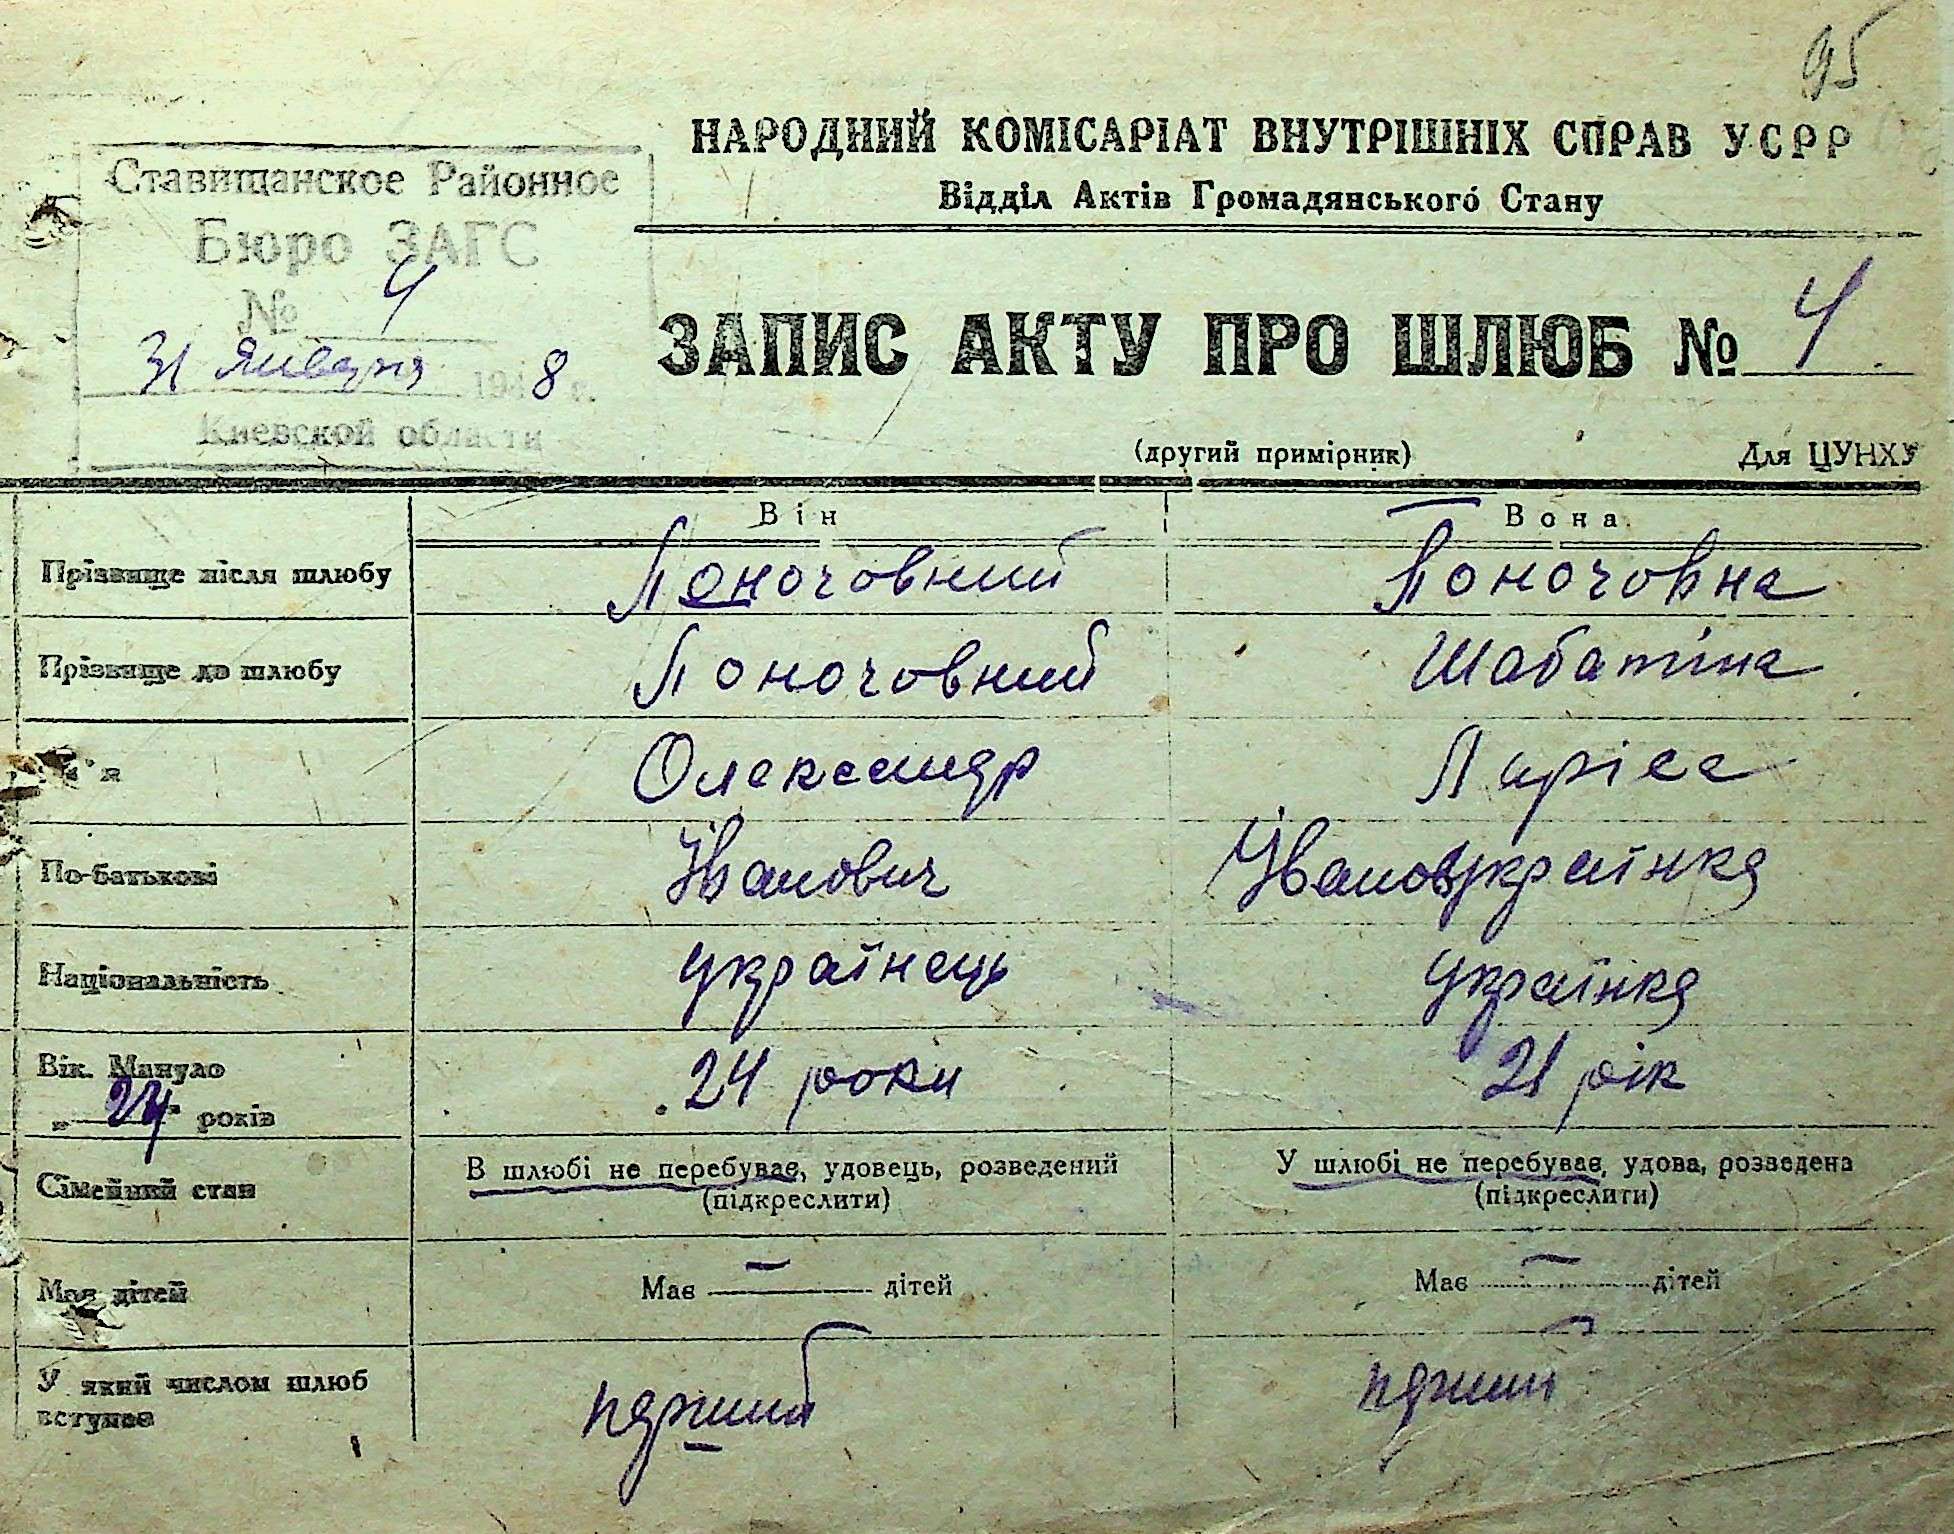 95
НАРОДНИЙ КОМІСАРІАТ ВНУТРІШНІХ СПРАВ УСРР
Відділ Актів Громадянського Стану
Ставищанское Районное
Бюро ЗАГС
№ 4
31 Января 1948 г.
Киевской области
ЗАПИС АКТУ ПРО ШЛЮБ № 4
(другий примірник) Для ЦУНХУ
Він Вона
Прізвище після шлюбу Поночовний Поночовна
Прізвище до шлюбу Поночовний Шабатіна
м'я Олександр Ларіса
По-батькові Іванович
Національність українець українка
Вік. Минуло 24 роки 21 рік
„ 24 " років
Сімейний стан В шлюбі не перебуває, удовець, розведений У шлюбі не перебуває, удова, розведена
(підкреслити) (підкреслити)
Має дітей Має — дітей Має — дітей
У який числом шлюб
вступає перший перший